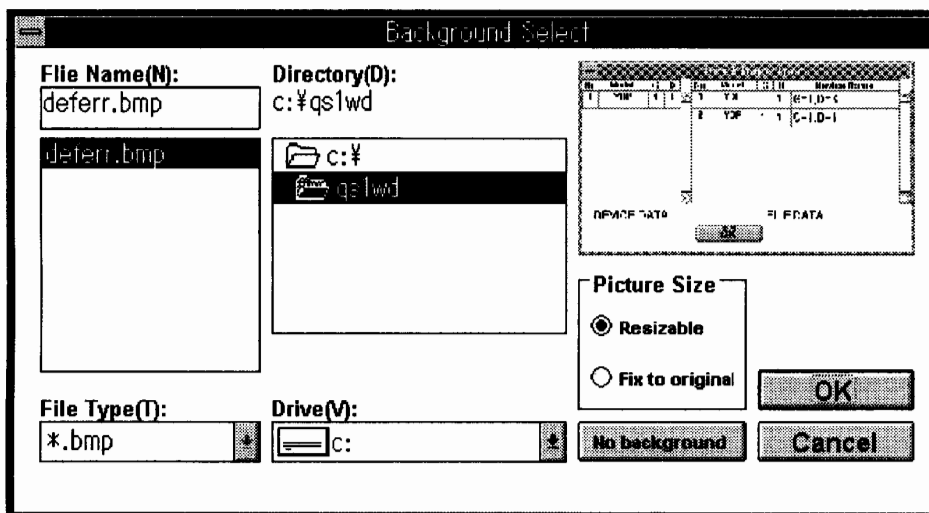 Background Select
Flie Name(N):
deferr.bmp
deferr.bmp
File Type(T):
*.bmp
Directory(D):
c:¥qs1wd
c:¥
qs1wd
Drive(V):
c:
DEVICE DATA
FILE DATA
OK
Picture Size
Resizable
Fix to original
No background
OK
Cancel